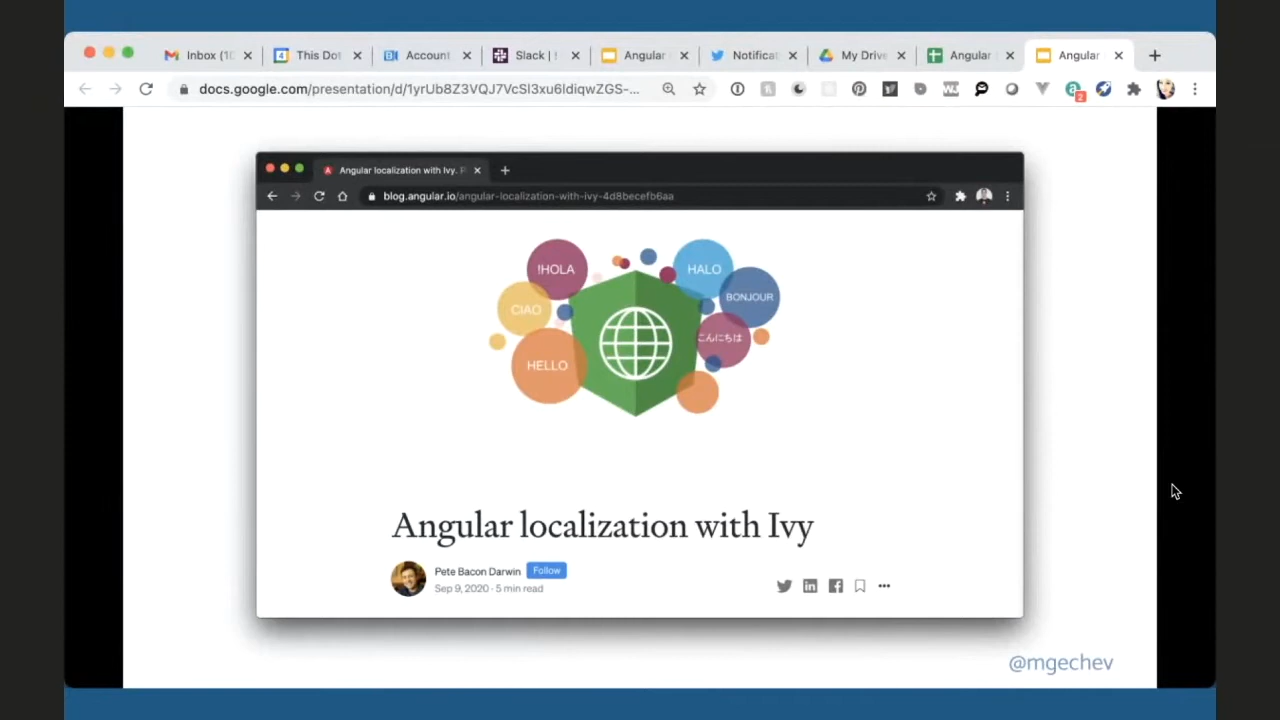 Inbox (10
This Dot
Account
Slack |
Angular
Notificat
My Drive
Angular
Angular
docs.google.com/presentation/d/1yrUb8Z3VQJ7VcSl3xu6ldiqwZGS-...
2
Angular localization with Ivy.
blog.angular.io/angular-localization-with-ivy-4d8becefb6aa
!HOLA
HALO
BONJOUR
CIAO
こんにちは
HELLO
Angular localization with Ivy
Pete Bacon Darwin Follow
Sep 9, 2020 · 5 min read
@mgechev